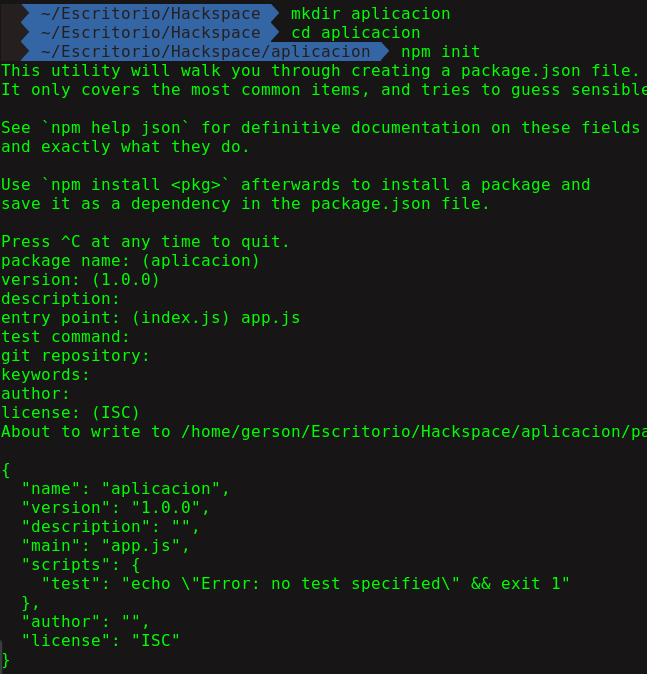 ~/Escritorio/Hackspace mkdir aplicacion
~/Escritorio/Hackspace cd aplicacion
~/Escritorio/Hackspace/aplicacion npm init
This utility will walk you through creating a package.json file.
It only covers the most common items, and tries to guess sensible

See `npm help json` for definitive documentation on these fields
and exactly what they do.

Use `npm install <pkg>` afterwards to install a package and
save it as a dependency in the package.json file.

Press ^C at any time to quit.
package name: (aplicacion)
version: (1.0.0)
description:
entry point: (index.js) app.js
test command:
git repository:
keywords:
author:
license: (ISC)
About to write to /home/gerson/Escritorio/Hackspace/aplicacion/pa

{
  "name": "aplicacion",
  "version": "1.0.0",
  "description": "",
  "main": "app.js",
  "scripts": {
    "test": "echo \"Error: no test specified\" && exit 1"
  },
  "author": "",
  "license": "ISC"
}